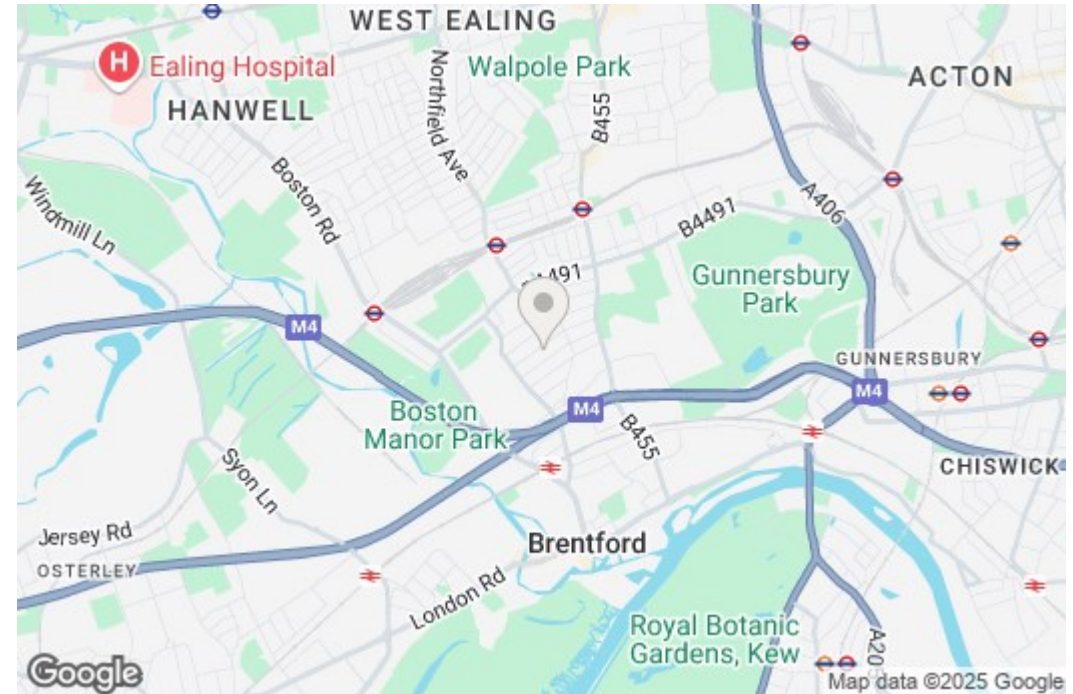 WEST EALING
H
Ealing Hospital
Walpole Park
ACTON
HANWELL
Northfield Ave
B455
Boston Rd
Windmill Ln
A406
B4491
Gunnersbury
Park
M4
GUNNERSBURY
M4
M4
Boston
Manor Park
B455
CHISWICK
Syon Ln
Jersey Rd
Brentford
OSTERLEY
London Rd
Royal Botanic
Gardens, Kew
Google
Map data ©2025 Google